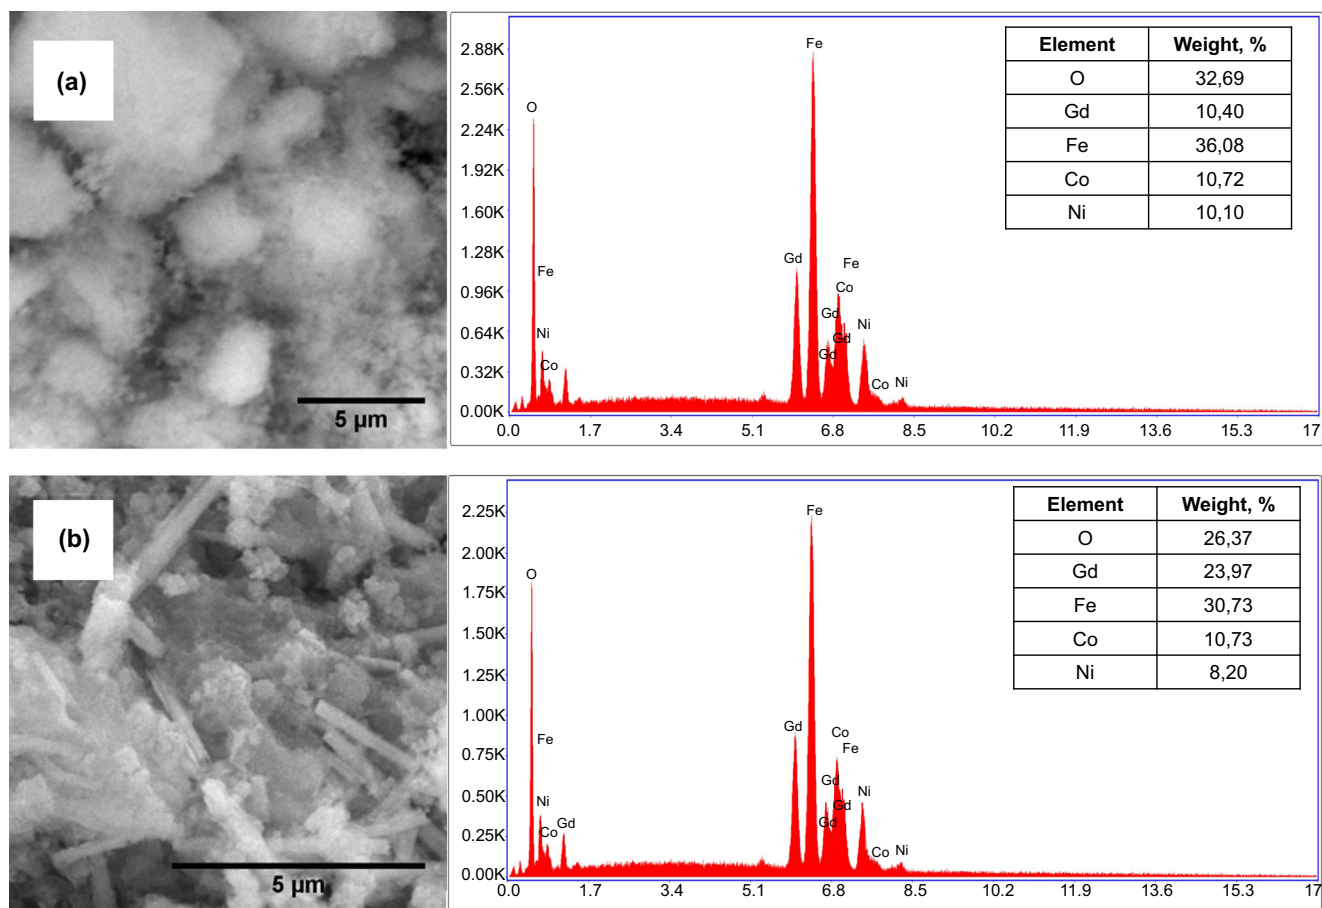 (a)
5 µm
Fe
O
Gd
Fe
Co
Gd
Gd
Gd
Ni
Co
Ni
Fe
Ni
Co
2.88K
2.56K
2.24K
1.92K
1.60K
1.28K
0.96K
0.64K
0.32K
0.00K
0.0 1.7 3.4 5.1 6.8 8.5 10.2 11.9 13.6 15.3 17
Element Weight, %
O 32,69
Gd 10,40
Fe 36,08
Co 10,72
Ni 10,10
(b)
5 µm
Fe
O
Gd
Co
Fe
Gd
Gd
Gd
Ni
Co
Ni
Fe
Ni
Co
Gd
2.25K
2.00K
1.75K
1.50K
1.25K
1.00K
0.75K
0.50K
0.25K
0.00K
0.0 1.7 3.4 5.1 6.8 8.5 10.2 11.9 13.6 15.3 17
Element Weight, %
O 26,37
Gd 23,97
Fe 30,73
Co 10,73
Ni 8,20